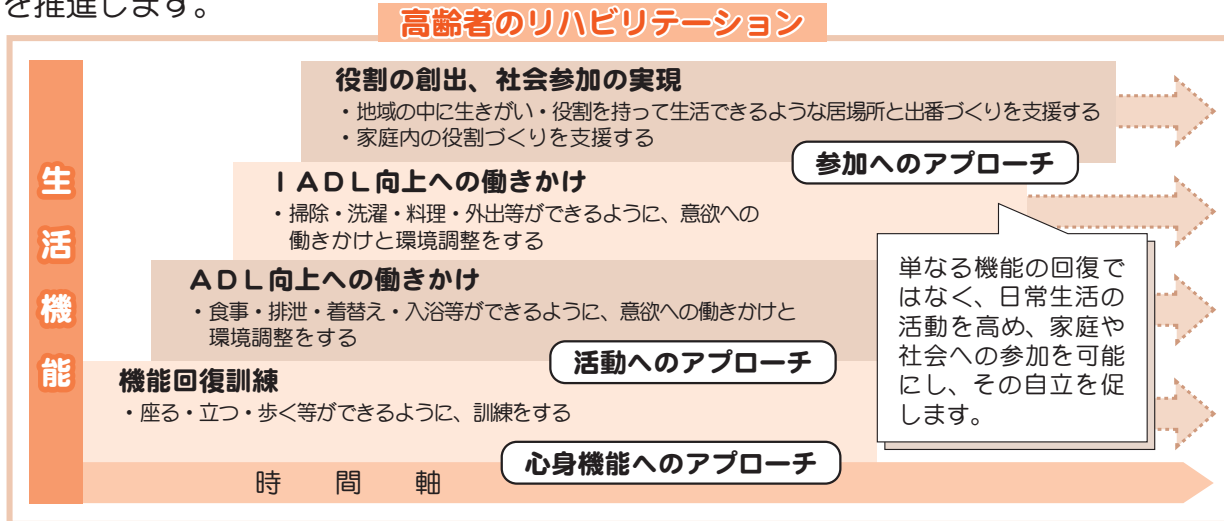 を推進します。
高齢者のリハビリテーション
生活機能
役割の創出、社会参加の実現
・地域の中に生きがい・役割を持って生活できるような居場所と出番づくりを支援する
・家庭内の役割づくりを支援する
参加へのアプローチ
ＩＡＤＬ向上への働きかけ
・掃除・洗濯・料理・外出等ができるように、意欲への
働きかけと環境調整をする
ＡＤＬ向上への働きかけ
・食事・排泄・着替え・入浴等ができるように、意欲への働きかけと
環境調整をする
活動へのアプローチ
機能回復訓練
・座る・立つ・歩く等ができるように、訓練をする
心身機能へのアプローチ
単なる機能の回復で
はなく、日常生活の
活動を高め、家庭や
社会への参加を可能
にし、その自立を促
します。
時間軸